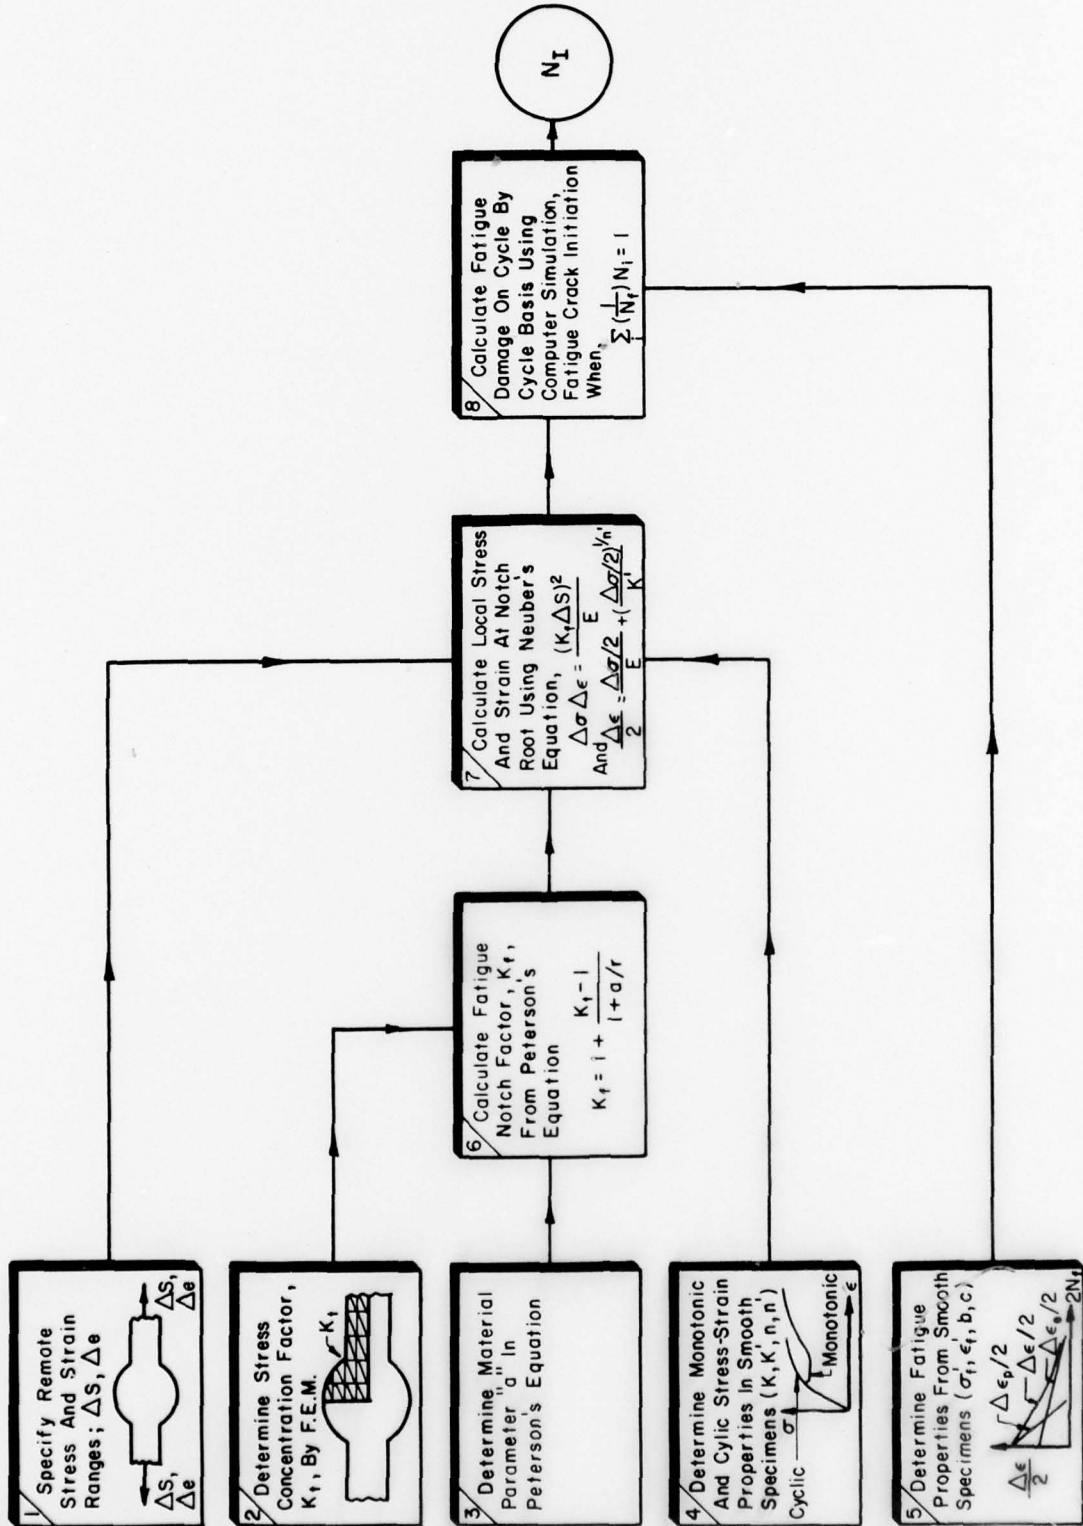 1 Specify Remote
Stress And Strain
Ranges; ΔS, Δe
ΔS,
Δe
ΔS,
Δe
2 Determine Stress
Concentration Factor,
Kt, By F.E.M.
Kt
3 Determine Material
Parameter "a" In
Peterson's Equation
4 Determine Monotonic
And Cylic Stress-Strain
Properties In Smooth
Specimens (K,K',n,n')
Cyclic
σ
Monotonic
ϵ
5 Determine Fatigue
Properties From Smooth
Specimens (σf', ϵf', b, c)
Δϵ/2
Δϵp/2
Δϵ/2
Δϵe/2
2Nf
6 Calculate Fatigue
Notch Factor, Kf,
From Peterson's
Equation
Kf = 1 + (Kt - 1)/(1 + a/r)
7 Calculate Local Stress
And Strain At Notch
Root Using Neuber's
Equation,
ΔσΔϵ = (KfΔS)²/E
And Δϵ/2 = (Δσ/2)/E + ((Δσ/2)/K')^1/n'
8 Calculate Fatigue
Damage On Cycle By
Cycle Basis Using
Computer Simulation,
Fatigue Crack Initiation
When,
Σi (1/Nf)Ni = 1
NI